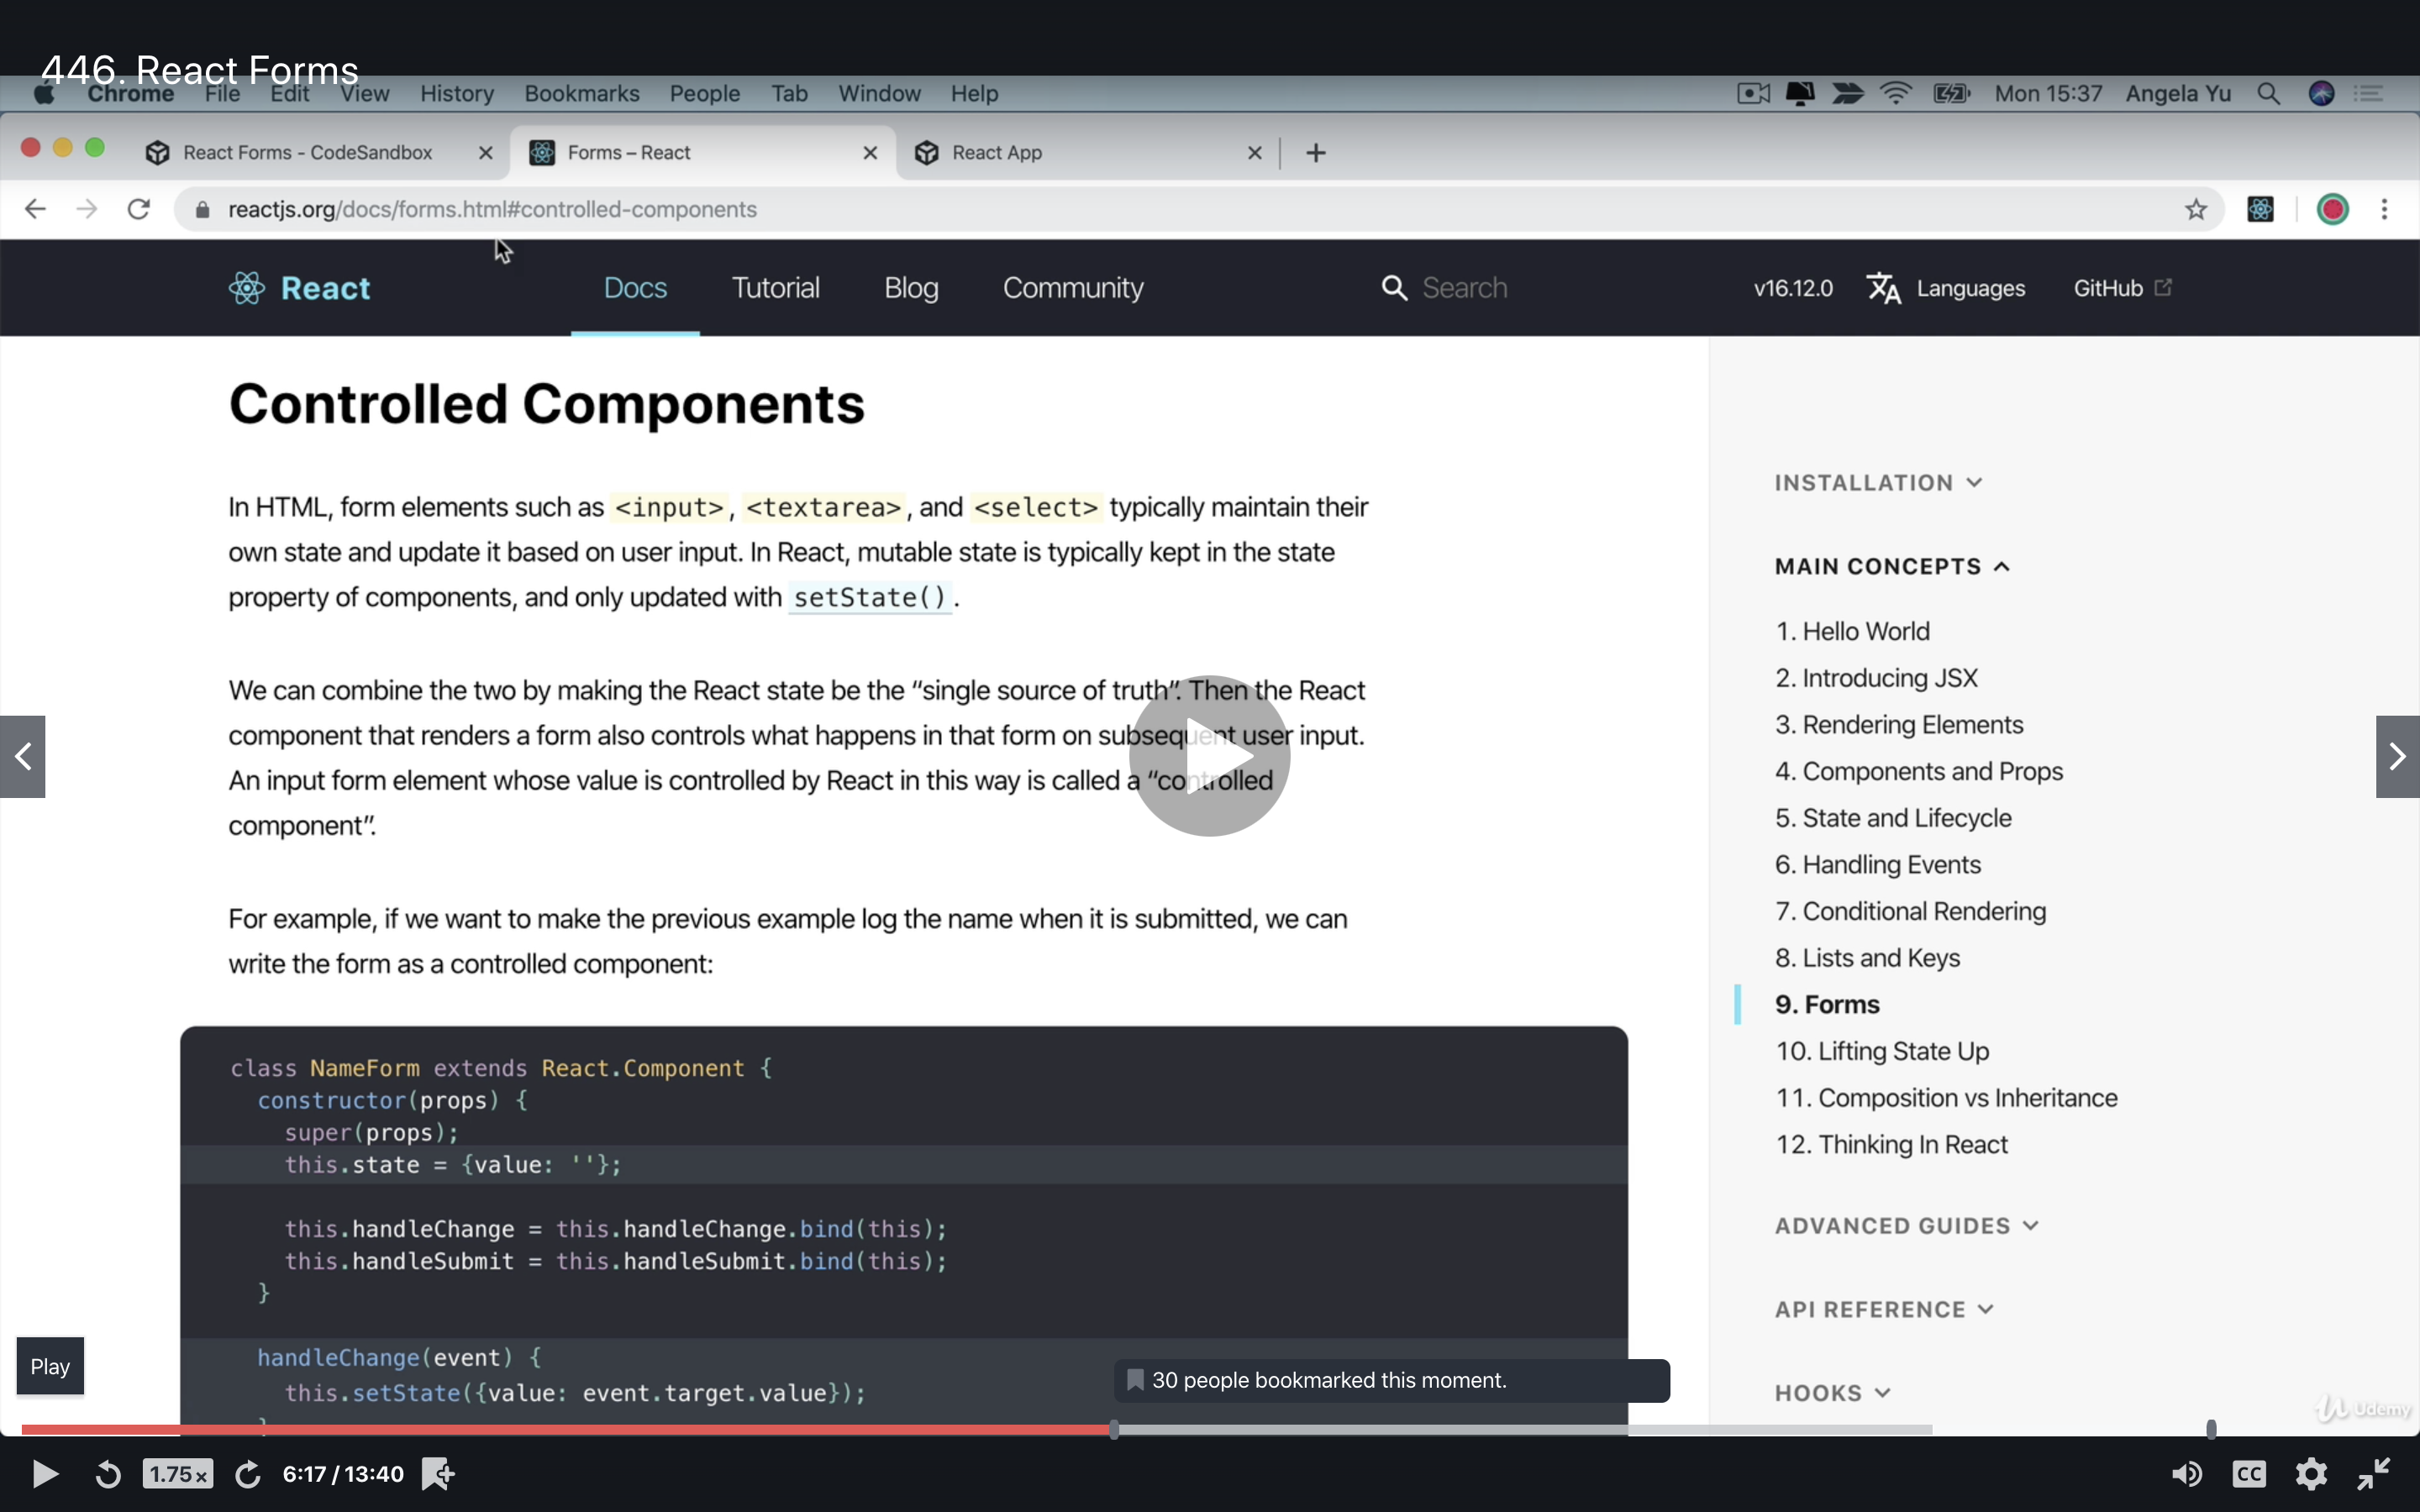 446. React Forms
Chrome File Edit View History Bookmarks People Tab Window Help Mon 15:37 Angela Yu
React Forms - CodeSandbox Forms – React React App
reactjs.org/docs/forms.html#controlled-components
React Docs Tutorial Blog Community Search v16.12.0 Languages GitHub
Controlled Components
In HTML, form elements such as <input>, <textarea>, and <select> typically maintain their
own state and update it based on user input. In React, mutable state is typically kept in the state
property of components, and only updated with setState().
We can combine the two by making the React state be the “single source of truth”. Then the React
component that renders a form also controls what happens in that form on subsequent user input.
An input form element whose value is controlled by React in this way is called a “controlled
component”.
For example, if we want to make the previous example log the name when it is submitted, we can
write the form as a controlled component:
class NameForm extends React.Component {
constructor(props) {
super(props);
this.state = {value: ''};
this.handleChange = this.handleChange.bind(this);
this.handleSubmit = this.handleSubmit.bind(this);
}
handleChange(event) {
this.setState({value: event.target.value});
}
INSTALLATION
MAIN CONCEPTS
1. Hello World
2. Introducing JSX
3. Rendering Elements
4. Components and Props
5. State and Lifecycle
6. Handling Events
7. Conditional Rendering
8. Lists and Keys
9. Forms
10. Lifting State Up
11. Composition vs Inheritance
12. Thinking In React
ADVANCED GUIDES
API REFERENCE
HOOKS
Play
30 people bookmarked this moment.
Udemy
1.75x 6:17 / 13:40 CC